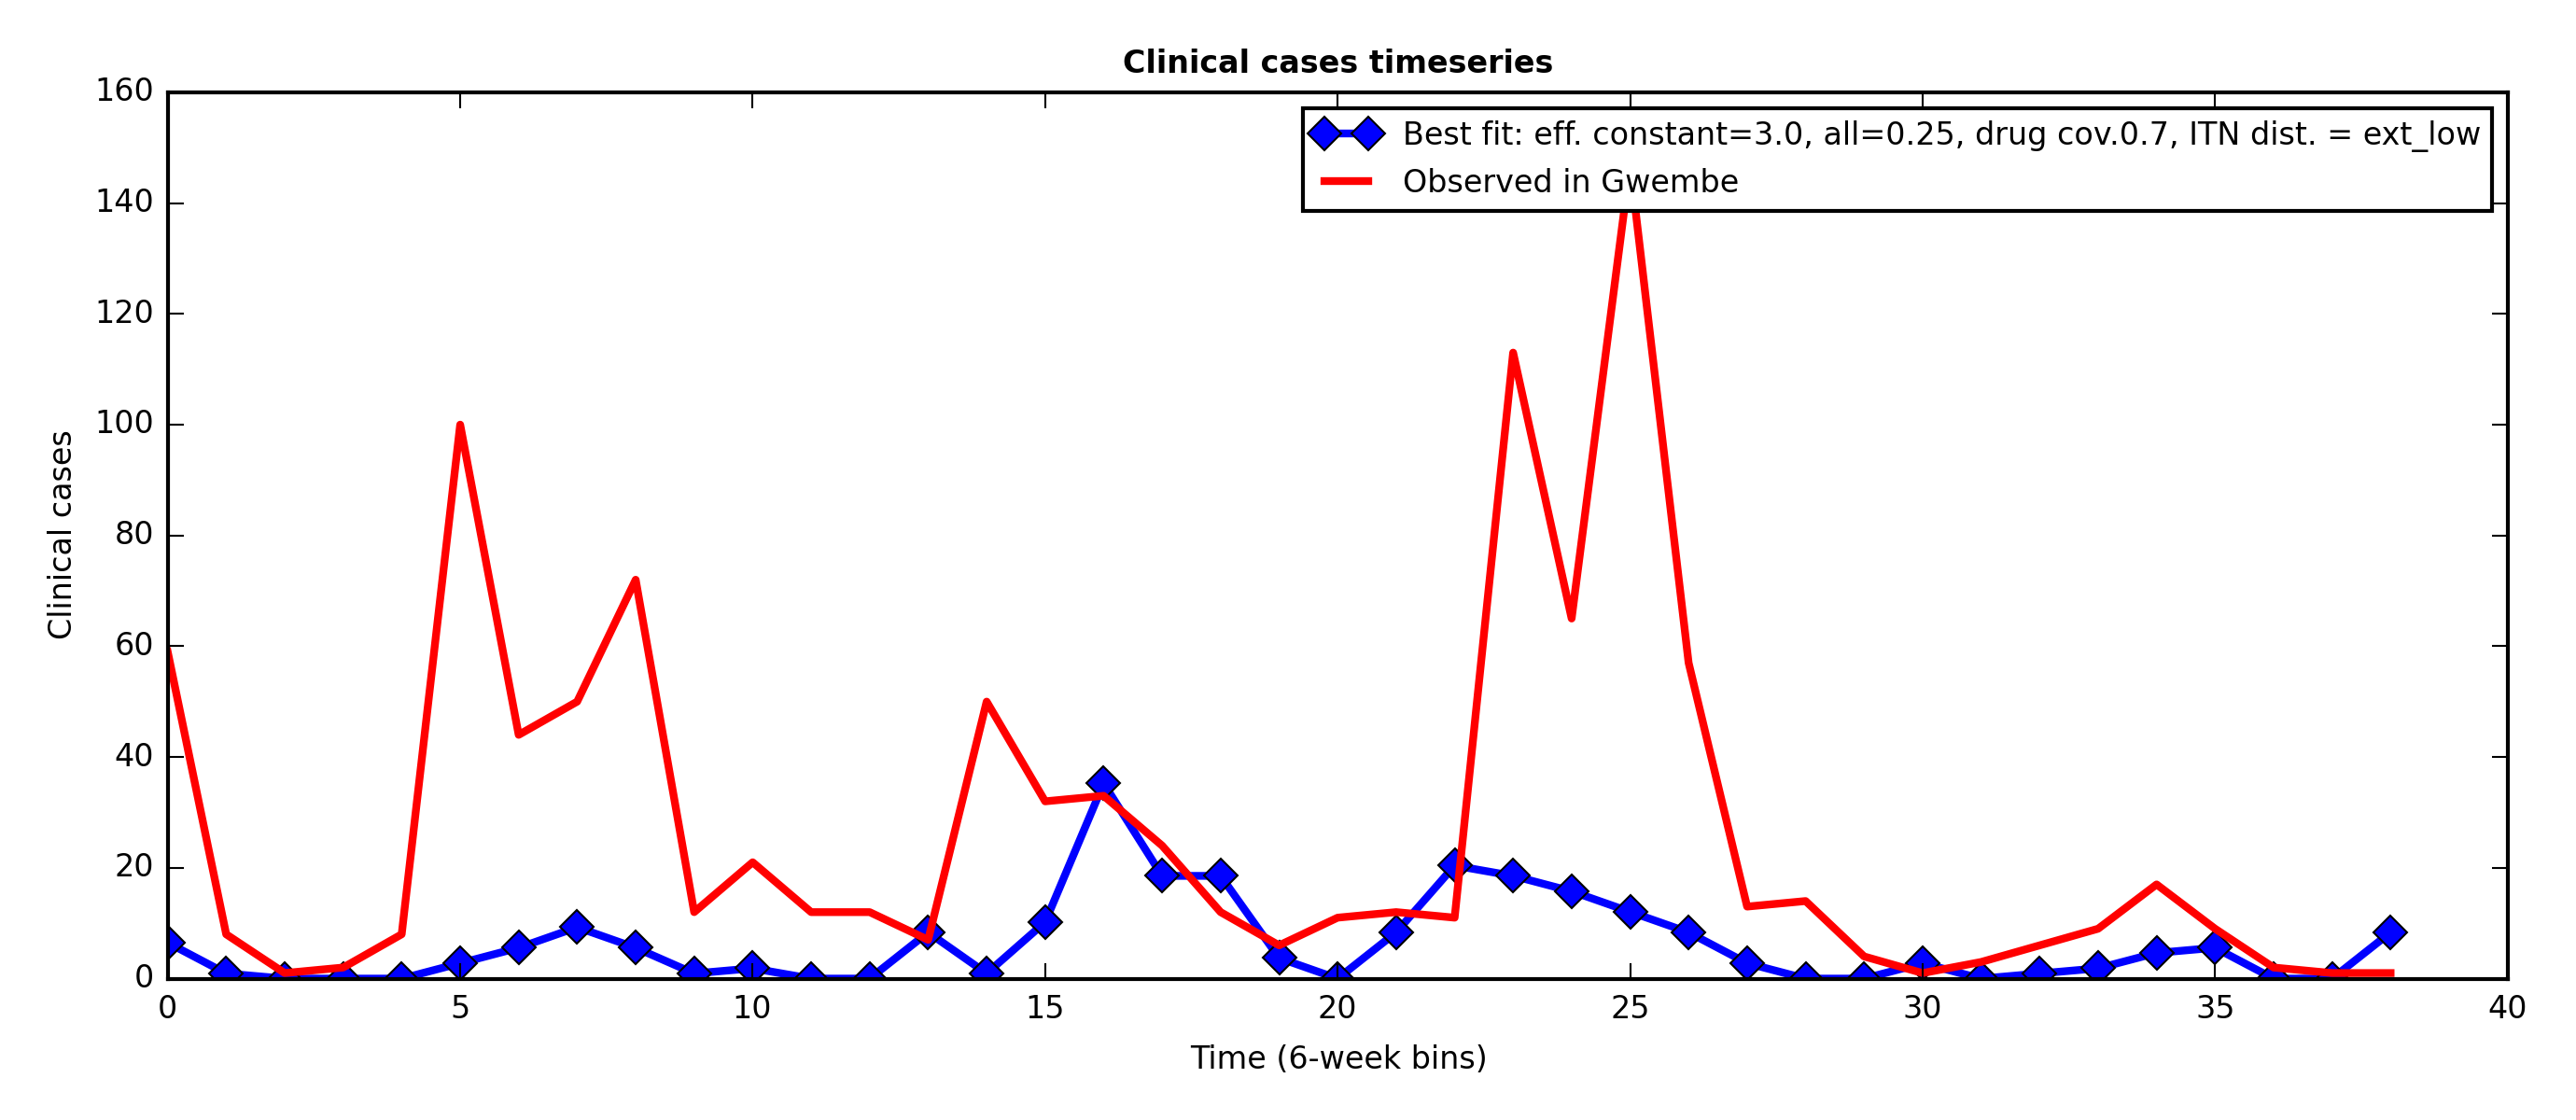 Clinical cases timeseries
Best fit: eff. constant=3.0, all=0.25, drug cov.0.7, ITN dist. = ext_low
Observed in Gwembe
160
140
120
100
80
60
40
20
0
Clinical cases
0 5 10 15 20 25 30 35 40
Time (6-week bins)